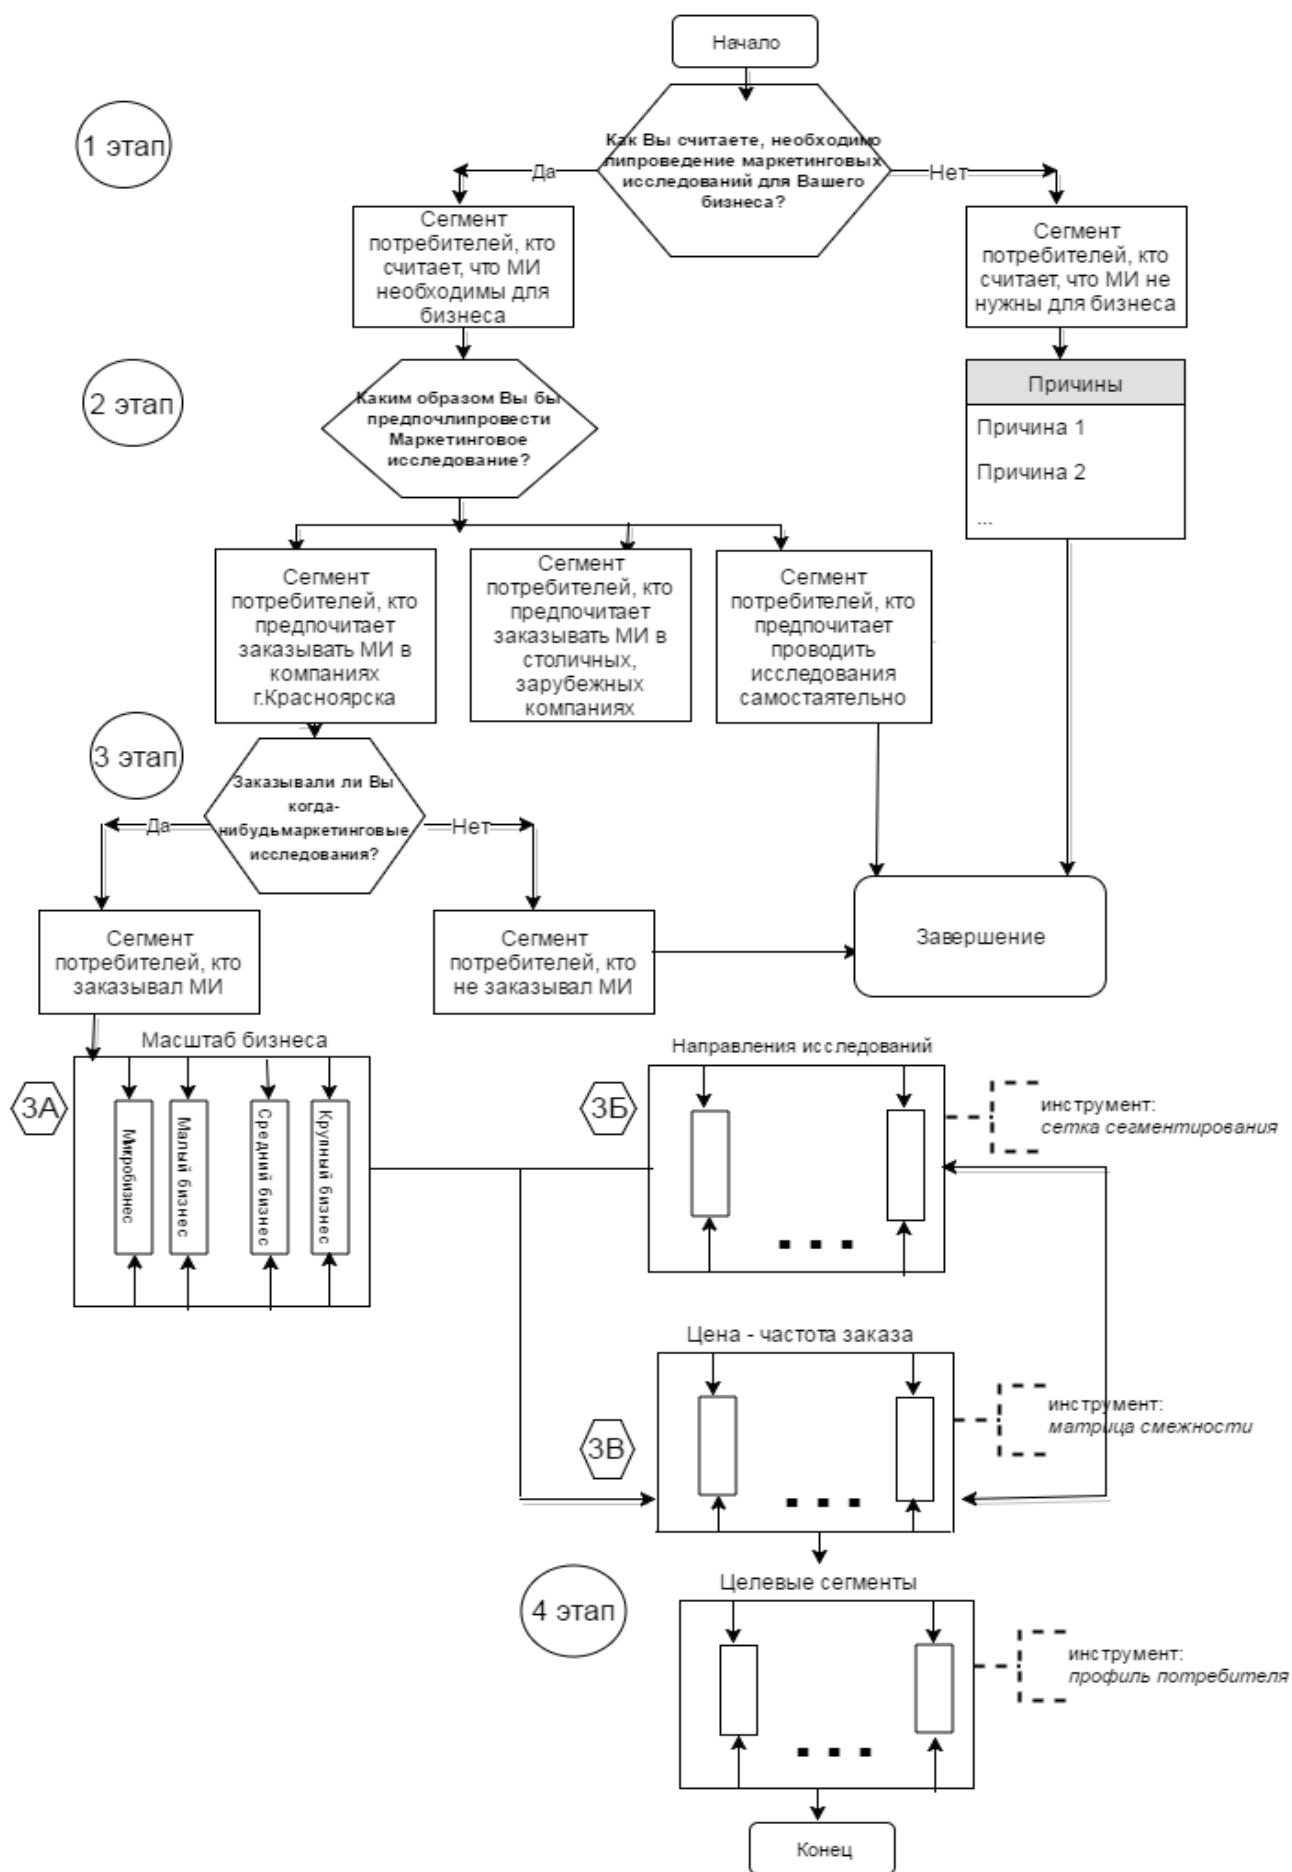 Начало
1 этап
Как Вы считаете, необходимо
липроведение маркетинговых
исследований для Вашего
бизнеса?
Да
Нет
Сегмент
потребителей, кто
считает, что МИ
необходимы для
бизнеса
Сегмент
потребителей, кто
считает, что МИ не
нужны для бизнеса
2 этап
Каким образом Вы бы
предпочлипровести
Маркетинговое
исследование?
Причины
Причина 1
Причина 2
...
Сегмент
потребителей, кто
предпочитает
заказывать МИ в
компаниях
г.Красноярска
Сегмент
потребителей, кто
предпочитает
заказывать МИ в
столичных,
зарубежных
компаниях
Сегмент
потребителей, кто
предпочитает
проводить
исследования
самостаятельно
3 этап
Заказывали ли Вы
когда-
нибудьмаркетинговые
исследования?
Да
Нет
Сегмент
потребителей, кто
заказывал МИ
Сегмент
потребителей, кто
не заказывал МИ
Завершение
Масштаб бизнеса
3А
Микробизнес
Малый бизнес
Средний бизнес
Крупный бизнес
Направления исследований
3Б
...
инструмент:
сетка сегментирования
Цена - частота заказа
3В
...
инструмент:
матрица смежности
4 этап
Целевые сегменты
...
инструмент:
профиль потребителя
Конец